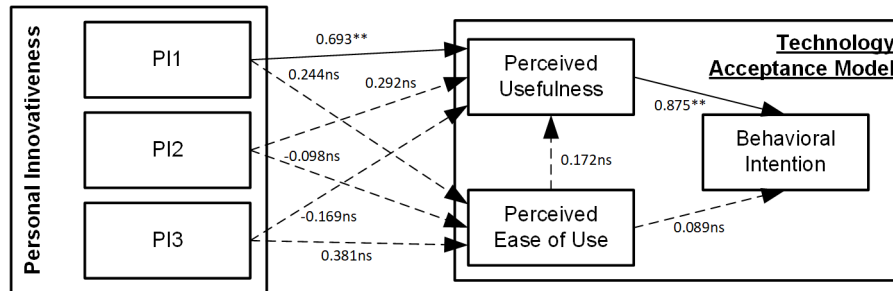 Personal Innovativeness
PI1
PI2
PI3
0.693**
0.244ns
0.292ns
-0.098ns
-0.169ns
0.381ns
Technology
Acceptance Model
Perceived
Usefulness
0.875**
Behavioral
Intention
0.172ns
Perceived
Ease of Use
0.089ns